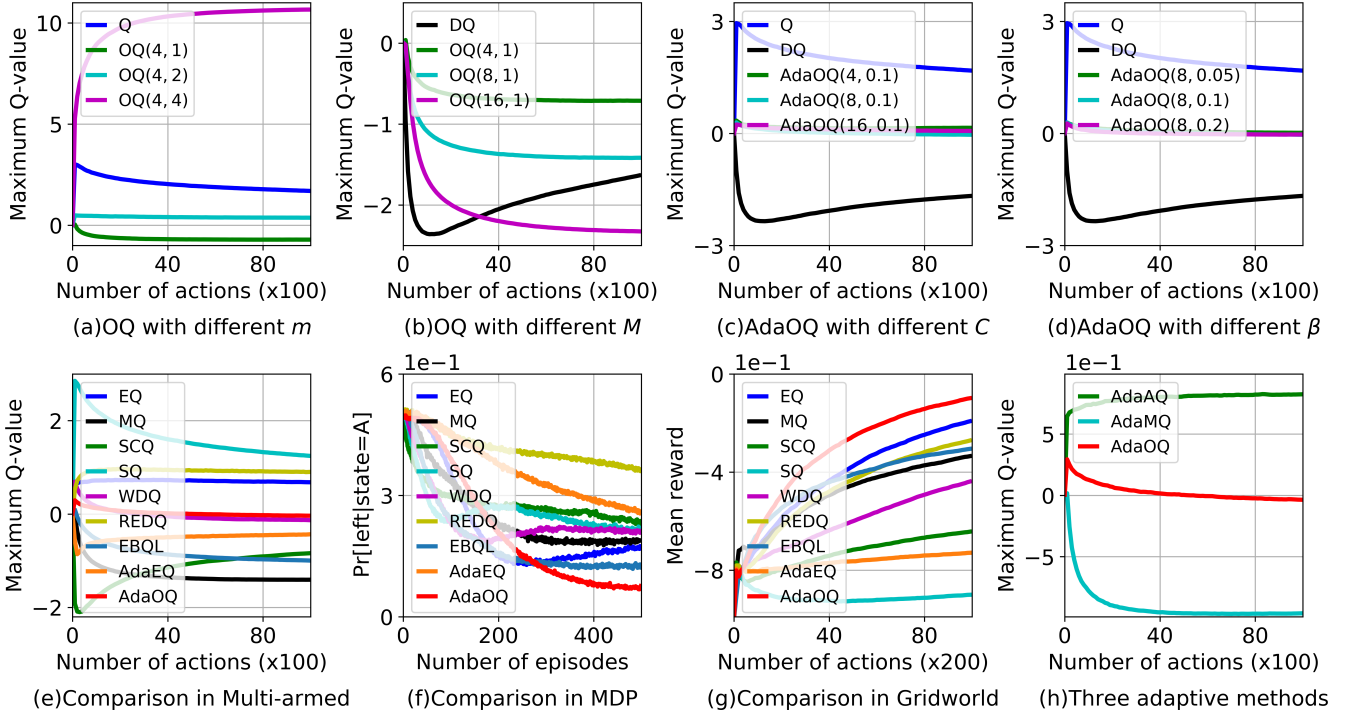 Maximum Q-value
10
5
0
Q
OQ(4, 1)
OQ(4, 2)
OQ(4, 4)
0 40 80
Number of actions (x100)
(a)OQ with different m
Maximum Q-value
0
−1
−2
DQ
OQ(4, 1)
OQ(8, 1)
OQ(16, 1)
0 40 80
Number of actions (x100)
(b)OQ with different M
Maximum Q-value
3
0
−3
Q
DQ
AdaOQ(4, 0.1)
AdaOQ(8, 0.1)
AdaOQ(16, 0.1)
0 40 80
Number of actions (x100)
(c)AdaOQ with different C
Maximum Q-value
3
0
−3
Q
DQ
AdaOQ(8, 0.05)
AdaOQ(8, 0.1)
AdaOQ(8, 0.2)
0 40 80
Number of actions (x100)
(d)AdaOQ with different β
Maximum Q-value
2
0
−2
EQ
MQ
SCQ
SQ
WDQ
REDQ
EBQL
AdaEQ
AdaOQ
0 40 80
Number of actions (x100)
(e)Comparison in Multi-armed
1e−1
Pr[left|state=A]
6
3
0
EQ
MQ
SCQ
SQ
WDQ
REDQ
EBQL
AdaEQ
AdaOQ
0 200 400
Number of episodes
(f)Comparison in MDP
1e−1
Mean reward
0
−4
−8
EQ
MQ
SCQ
SQ
WDQ
REDQ
EBQL
AdaEQ
AdaOQ
0 40 80
Number of actions (x200)
(g)Comparison in Gridworld
1e−1
Maximum Q-value
5
0
−5
AdaAQ
AdaMQ
AdaOQ
0 40 80
Number of actions (x100)
(h)Three adaptive methods